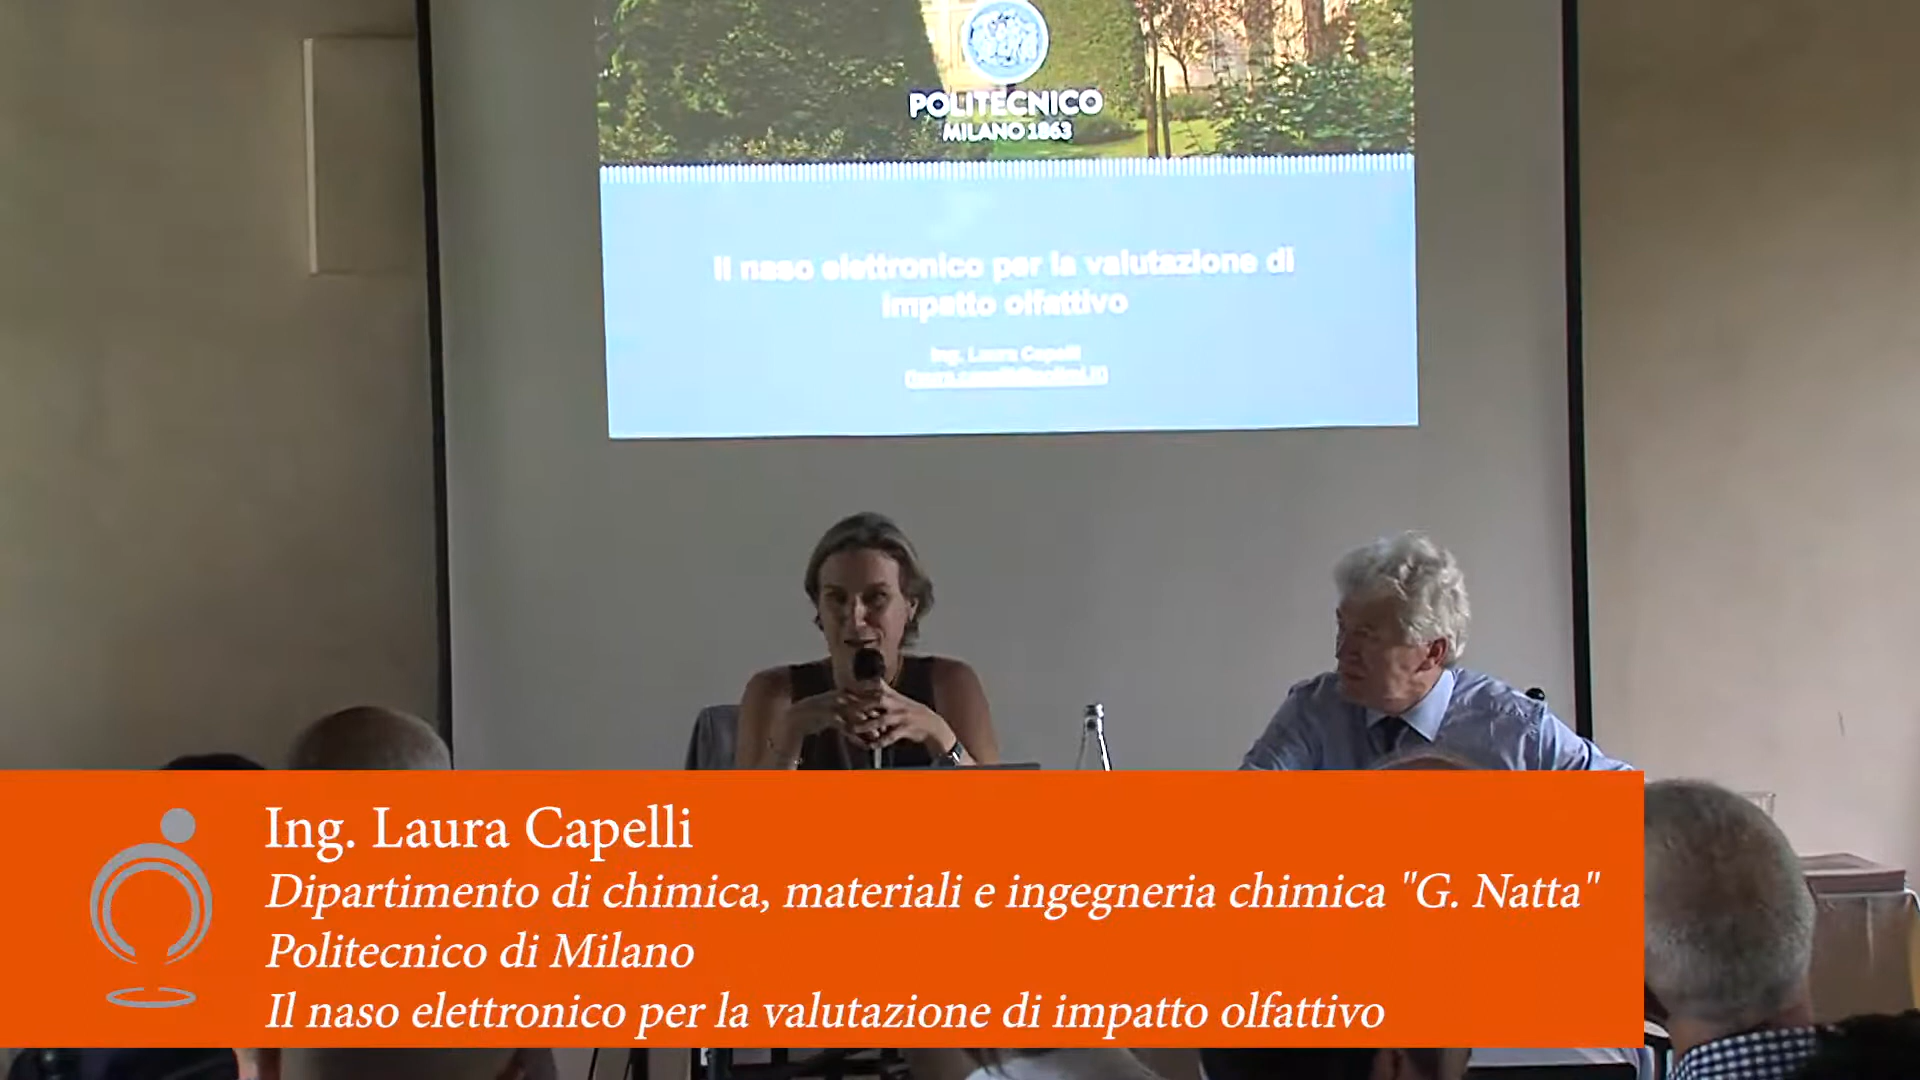 POLITECNICO
MILANO 1863
Il naso elettronico per la valutazione di
impatto olfattivo
Ing. Laura Capelli
Ing. Laura Capelli
Dipartimento di chimica, materiali e ingegneria chimica "G. Natta"
Politecnico di Milano
Il naso elettronico per la valutazione di impatto olfattivo